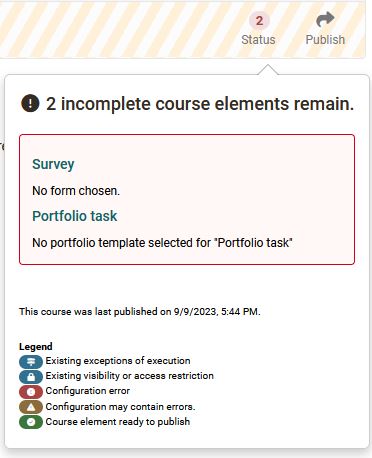 2
Status
Publish
2 incomplete course elements remain.
Survey
No form chosen.
Portfolio task
No portfolio template selected for "Portfolio task"
This course was last published on 9/9/2023, 5:44 PM.
Legend
Existing exceptions of execution
Existing visibility or access restriction
Configuration error
Configuration may contain errors.
Course element ready to publish